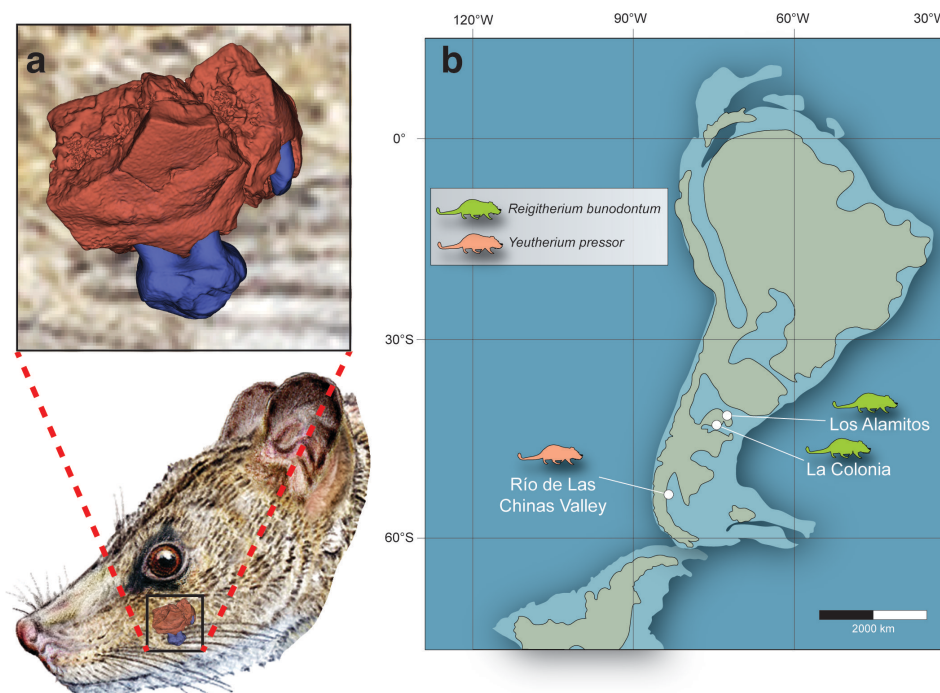 a
b
120°W 90°W 60°W 30°W
0°
30°S
60°S
Reigitherium bunodontum
Yeutherium pressor
Los Alamitos
La Colonia
Río de Las
Chinas Valley
2000 km